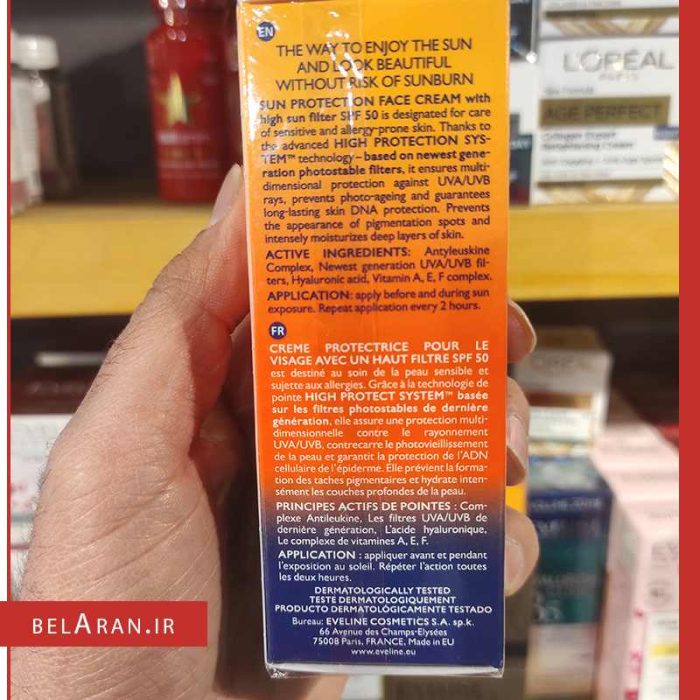 EN
THE WAY TO ENJOY THE SUN
AND LOOK BEAUTIFUL
WITHOUT RISK OF SUNBURN
SUN PROTECTION FACE CREAM with
high sun filter SPF 50 is designated for care
of sensitive and allergy-prone skin. Thanks to
the advanced HIGH PROTECTION SYS-
TEM™ technology – based on newest gene-
ration photostable filters, it ensures multi-
dimensional protection against UVA/UVB
rays, prevents photo-ageing and guarantees
long-lasting skin DNA protection. Prevents
the appearance of pigmentation spots and
intensely moisturizes deep layers of skin.
ACTIVE INGREDIENTS: Antyleuskine
Complex, Newest generation UVA/UVB fil-
ters, Hyaluronic acid, Vitamin A, E, F complex.
APPLICATION: apply before and during sun
exposure. Repeat application every 2 hours.
FR
CREME PROTECTRICE POUR LE
VISAGE AVEC UN HAUT FILTRE SPF 50
est destiné au soin de la peau sensible et
sujette aux allergies. Grâce à la technologie de
pointe HIGH PROTECT SYSTEM™ basée
sur les filtres photostables de dernière
génération, elle assure une protection multi-
dimensionnelle contre le rayonnement
UVA/UVB, contrecarre le photovieillissement
de la peau et garantit la protection de l'ADN
cellulaire de l'épiderme. Elle prévient la forma-
tion des taches pigmentaires et hydrate inten-
sément les couches profondes de la peau.
PRINCIPES ACTIFS DE POINTES : Com-
plexe Antileukine, Les filtres UVA/UVB de
dernière génération, L'acide hyaluronique,
Le complexe de vitamines A, E, F.
APPLICATION : appliquer avant et pendant
l'exposition au soleil. Répéter l'action toutes
les deux heures.
DERMATOLOGICALLY TESTED
TESTE DERMATOLOGIQUEMENT
PRODUCTO DERMATOLÓGICAMENTE TESTADO
Bureau: EVELINE COSMETICS S.A. sp.k.
66 Avenue des Champs-Elysées
75008 Paris, FRANCE, Made in EU
www.eveline.eu
L'ORÉAL
PARIS
AGE PERFECT
BELARAN.IR